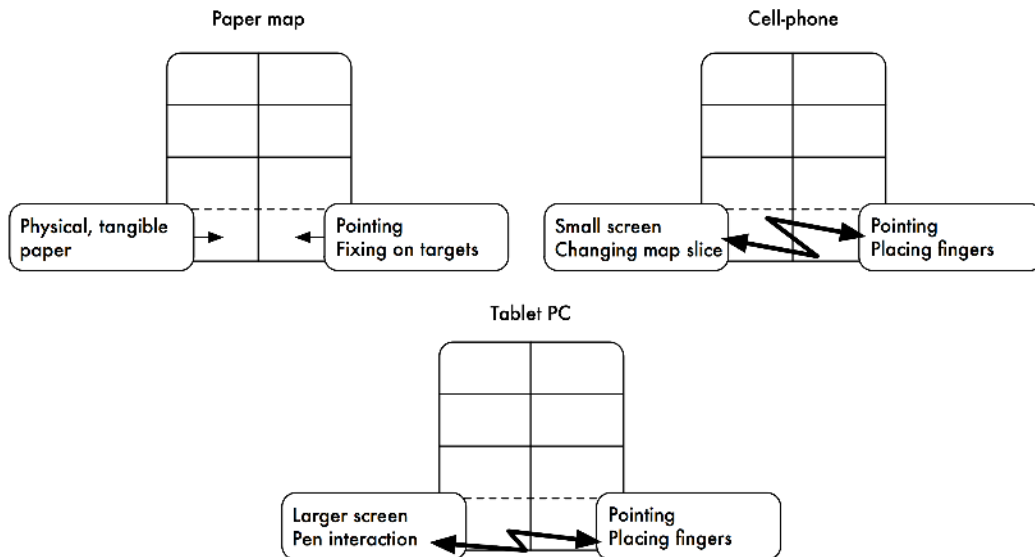 Paper map
Physical, tangible
paper
Pointing
Fixing on targets
Cell-phone
Small screen
Changing map slice
Pointing
Placing fingers
Tablet PC
Larger screen
Pen interaction
Pointing
Placing fingers